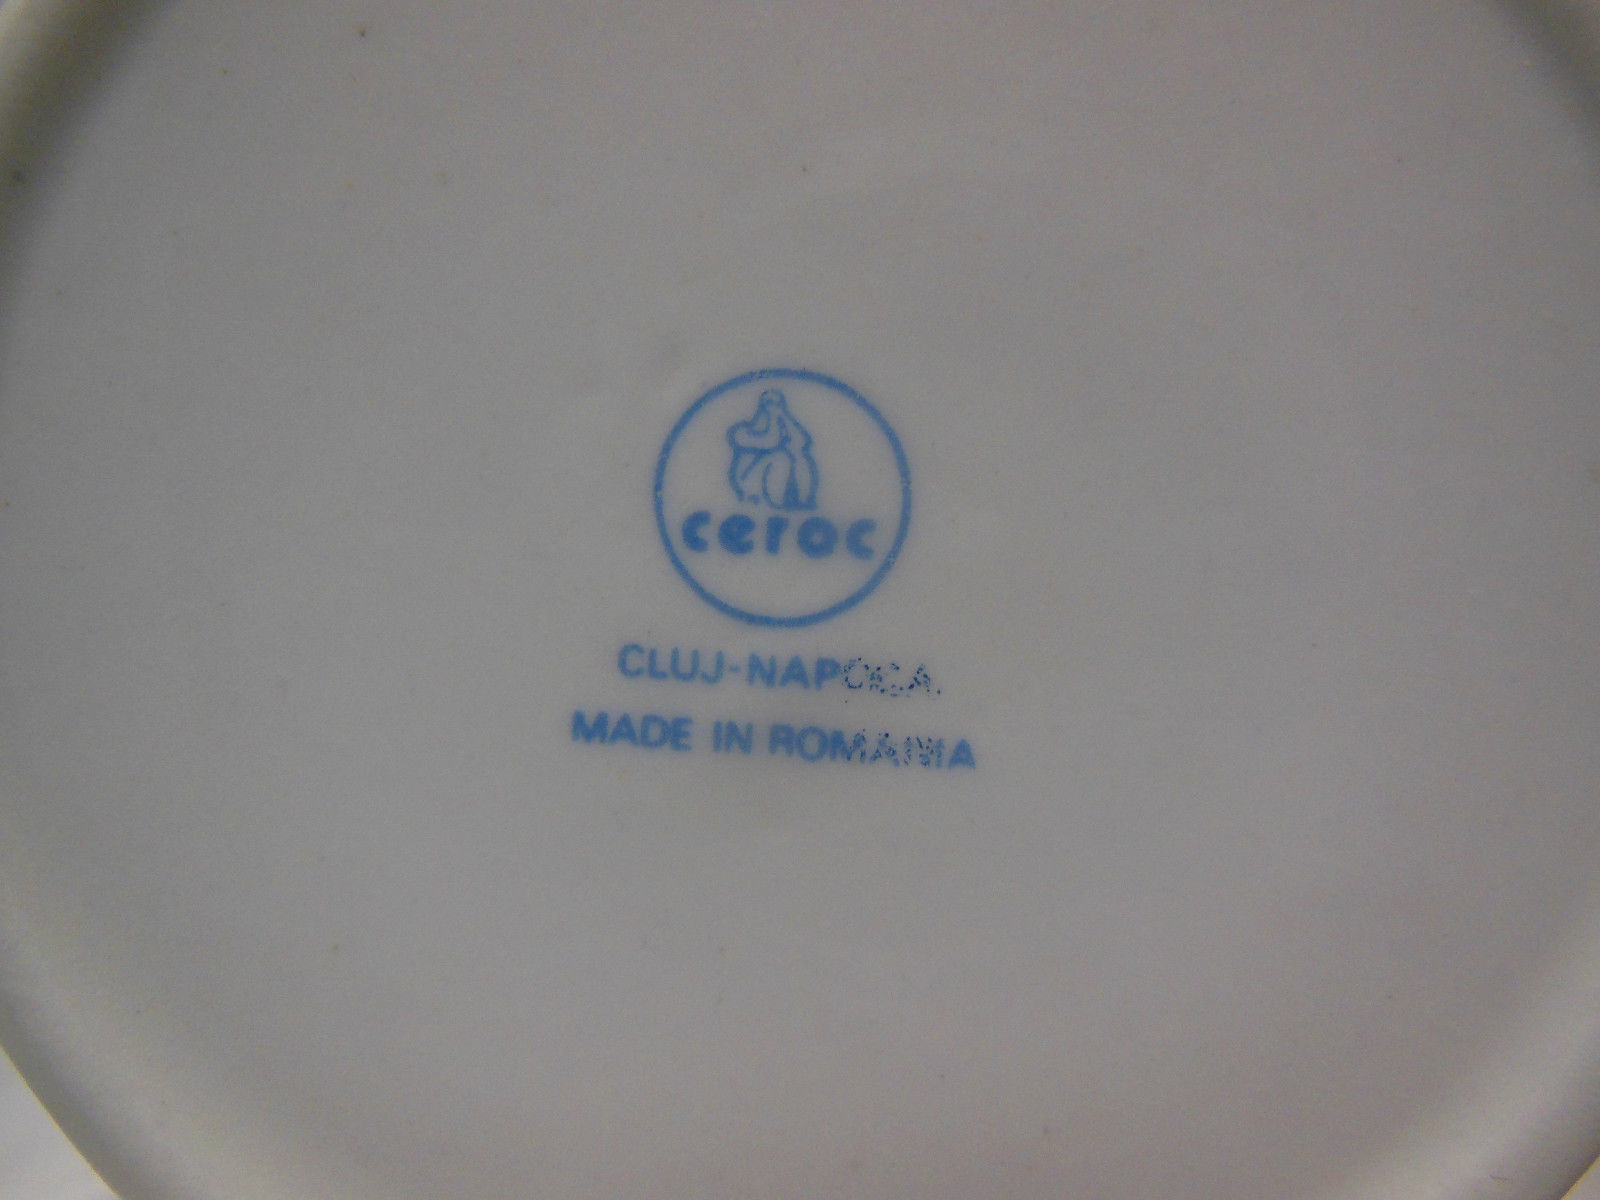 ceroc
CLUJ-NAPOCA.
MADE IN ROMANIA